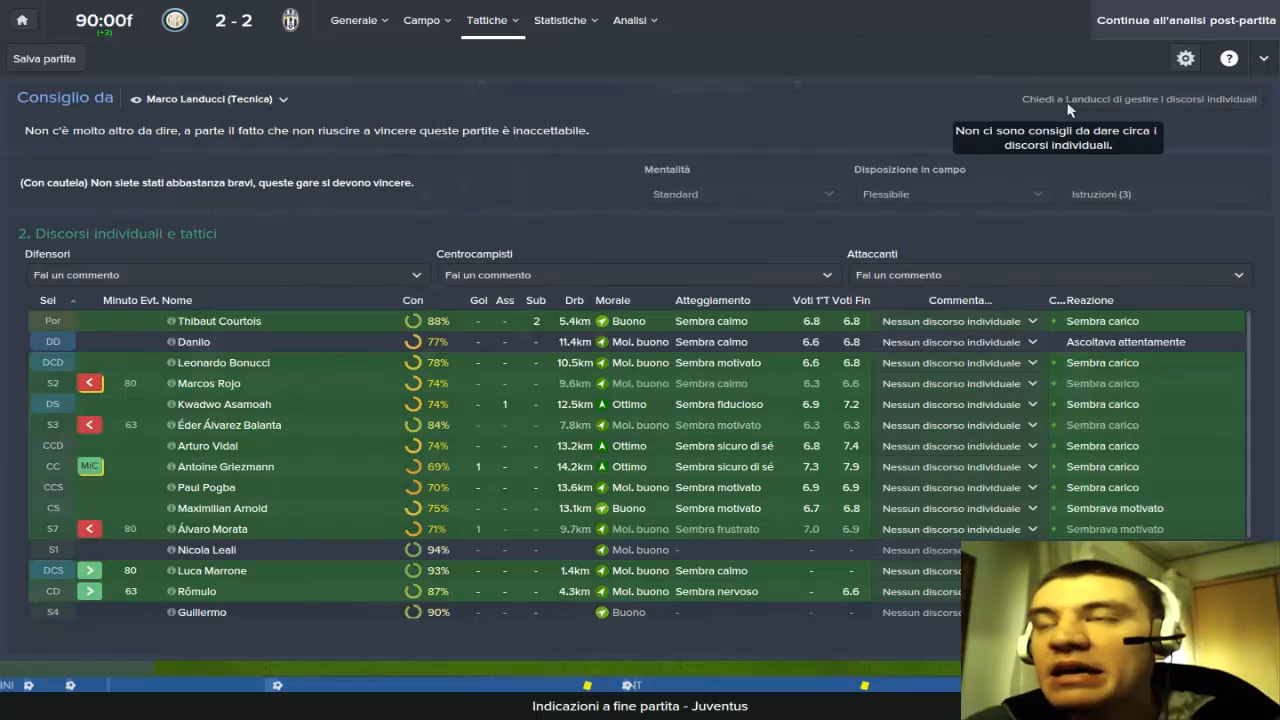 90:00f 2 - 2 Generale Campo Tattiche Statistiche Analisi Continua all'analisi post-partita
(+3)
Salva partita
Consiglio da Marco Landucci (Tecnica) Chiedi a Landucci di gestire i discorsi individuali
Non c'è molto altro da dire, a parte il fatto che non riuscire a vincere queste partite è inaccettabile.
Non ci sono consigli da dare circa i
discorsi individuali.
Mentalità Disposizione in campo
(Con cautela) Non siete stati abbastanza bravi, queste gare si devono vincere.
Standard Flessibile Istruzioni (3)
2. Discorsi individuali e tattici
Difensori Centrocampisti Attaccanti
Fai un commento Fai un commento Fai un commento
Sel Minuto Evt. Nome Con Gol Ass Sub Drb Morale Atteggiamento Voti 1°T Voti Fin Commenta... C... Reazione
Por Thibaut Courtois 88% - - 2 5.4km Buono Sembra calmo 6.8 6.8 Nessun discorso individuale Sembra carico
DD Danilo 77% - - - 11.4km Mol. buono Sembra calmo 6.6 6.8 Nessun discorso individuale Ascoltava attentamente
DCD Leonardo Bonucci 78% - - - 10.5km Mol. buono Sembra motivato 6.6 6.8 Nessun discorso individuale Sembra carico
S2 < 80 Marcos Rojo 74% - - - 9.6km Mol. buono Sembra calmo 6.3 6.6 Nessun discorso individuale Sembra carico
DS Kwadwo Asamoah 74% - 1 - 12.5km Ottimo Sembra fiducioso 6.9 7.2 Nessun discorso individuale Sembra carico
S3 < 63 Éder Álvarez Balanta 84% - - - 7.8km Mol. buono Sembra motivato 6.3 6.3 Nessun discorso individuale Sembra carico
CCD Arturo Vidal 74% - - - 13.2km Ottimo Sembra sicuro di sé 6.8 7.4 Nessun discorso individuale Sembra carico
CC MiC Antoine Griezmann 69% 1 - - 14.2km Ottimo Sembra sicuro di sé 7.3 7.9 Nessun discorso individuale Sembra carico
CCS Paul Pogba 70% - - - 13.6km Mol. buono Sembra motivato 6.9 6.9 Nessun discorso individuale Sembra carico
CS Maximilian Arnold 75% - - - 13.1km Buono Sembra motivato 6.7 6.8 Nessun discorso individuale Sembrava motivato
S7 < 80 Álvaro Morata 71% 1 - - 9.7km Mol. buono Sembra frustrato 7.0 6.9 Nessun discorso individuale Sembrava motivato
S1 Nicola Leali 94% Mol. buono - - - Nessun discorso individuale
DCS > 80 Luca Marrone 93% - - - 1.4km Mol. buono Sembra calmo - - Nessun discorso
CD > 63 Rômulo 87% - - - 4.3km Mol. buono Sembra nervoso - 6.6 Nessun discorso
S4 Guillermo 90% Buono - - - Nessun discorso
INI NT
Indicazioni a fine partita - Juventus